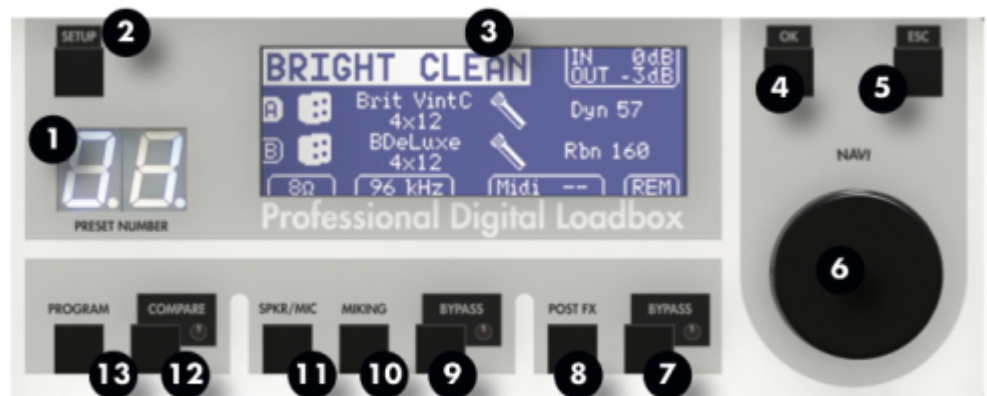 SETUP 2
3
BRIGHT CLEAN
IN 0dB
OUT -3dB
A Brit VintC
4x12
Dyn 57
B BDeLuxe
4x12
Rbn 160
8Ω 96 kHz Midi -- REM
Professional Digital Loadbox
1
PRESET NUMBER
OK
4
ESC
5
NAVI
6
PROGRAM
13
COMPARE
12
SPKR/MIC
11
MIKING
10
BYPASS
9
POST FX
8
BYPASS
7